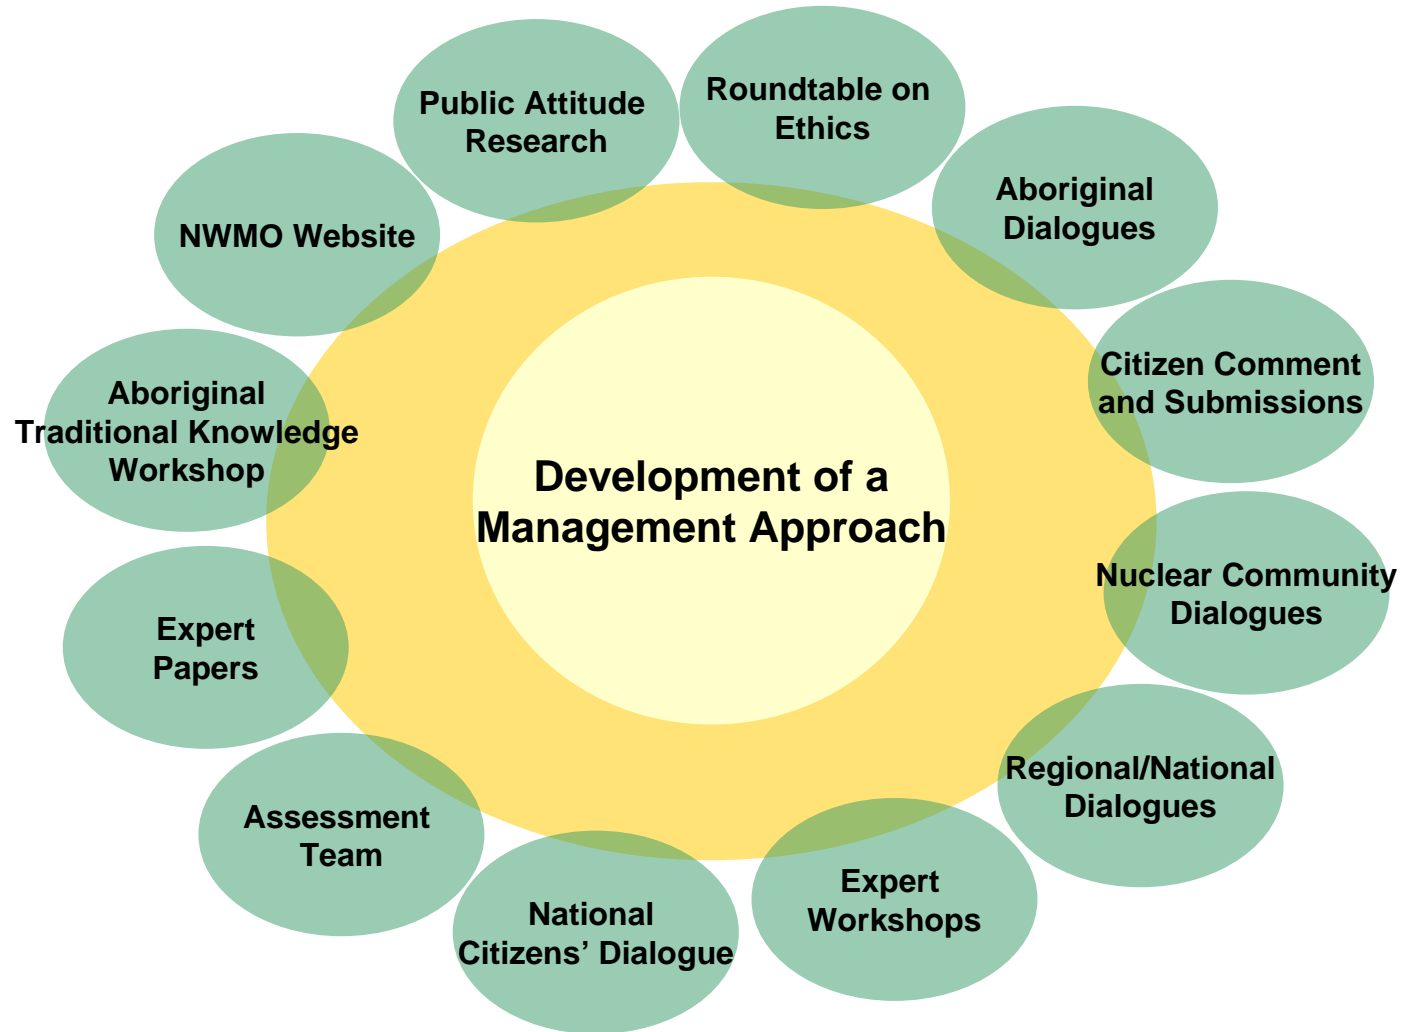 Public Attitude
Research
Roundtable on
Ethics
Aboriginal
Dialogues
NWMO Website
Citizen Comment
and Submissions
Aboriginal
Traditional Knowledge
Workshop
Development of a
Management Approach
Nuclear Community
Dialogues
Expert
Papers
Regional/National
Dialogues
Assessment
Team
Expert
Workshops
National
Citizens’ Dialogue